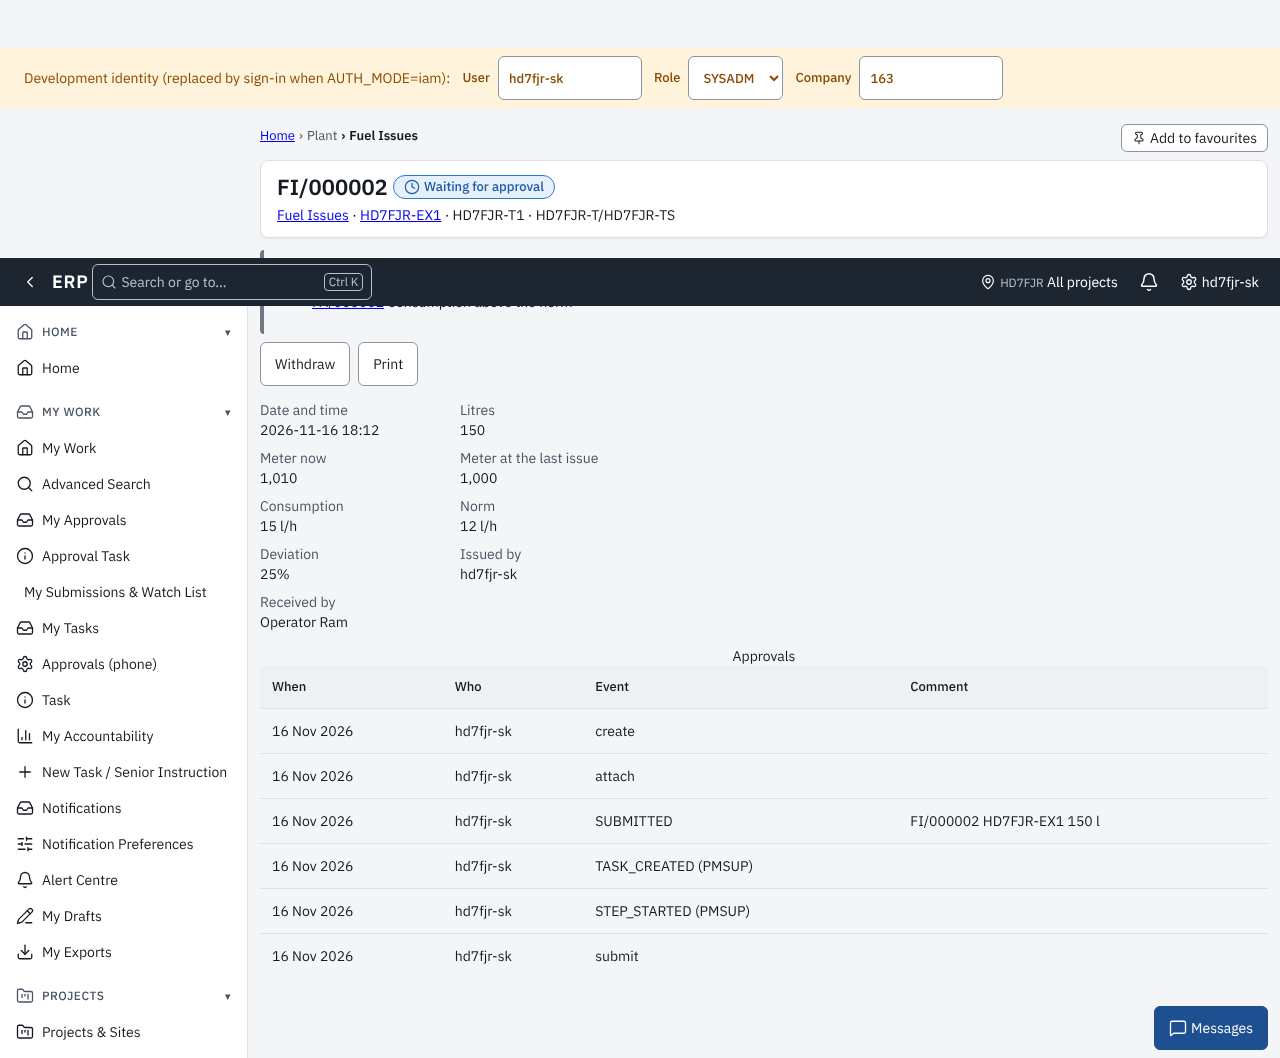 Development identity (replaced by sign-in when AUTH_MODE=iam): User hd7fjr-sk Role SYSADM Company 163
Home › Plant › Fuel Issues
Add to favourites
FI/000002 Waiting for approval
Fuel Issues · HD7FJR-EX1 · HD7FJR-T1 · HD7FJR-T/HD7FJR-TS
ERP Search or go to... Ctrl K HD7FJR All projects hd7fjr-sk
HOME
Home
MY WORK
My Work
Advanced Search
My Approvals
Approval Task
My Submissions & Watch List
My Tasks
Approvals (phone)
Task
My Accountability
New Task / Senior Instruction
Notifications
Notification Preferences
Alert Centre
My Drafts
My Exports
PROJECTS
Projects & Sites
Withdraw Print
Date and time Litres
2026-11-16 18:12 150
Meter now Meter at the last issue
1,010 1,000
Consumption Norm
15 l/h 12 l/h
Deviation Issued by
25% hd7fjr-sk
Received by
Operator Ram
Approvals
When Who Event Comment
16 Nov 2026 hd7fjr-sk create
16 Nov 2026 hd7fjr-sk attach
16 Nov 2026 hd7fjr-sk SUBMITTED FI/000002 HD7FJR-EX1 150 l
16 Nov 2026 hd7fjr-sk TASK_CREATED (PMSUP)
16 Nov 2026 hd7fjr-sk STEP_STARTED (PMSUP)
16 Nov 2026 hd7fjr-sk submit
Messages